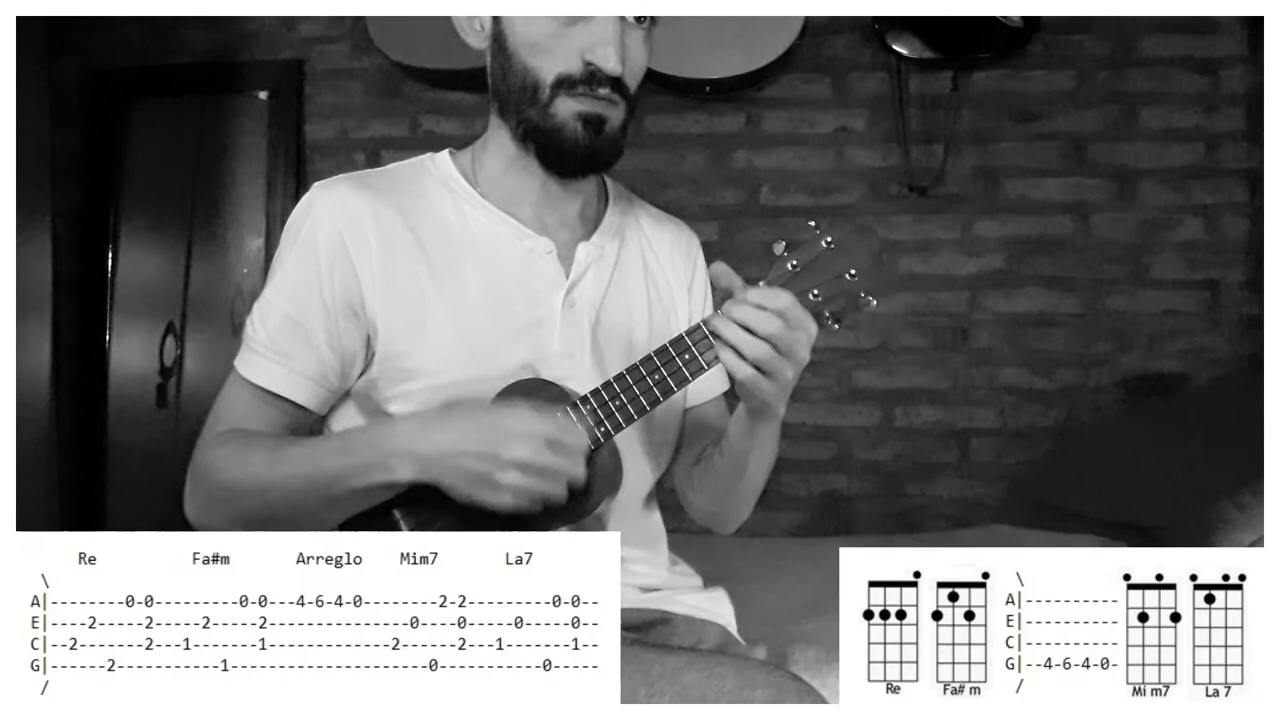 Re Fa#m Arreglo Mim7 La7
\
A|--------0-0---------0-0---4-6-4-0--------2-2---------0-0--
E|----2-----2-----2-----2--------------0----0-----0-----0--
C|--2-------2--1-------1------------2------2--1-------1--
G|------2----------1-------------------0----------0-----
/
\
A|-----------
E|-----------
C|-----------
G|--4-6-4-0-
/
Re Fa# m Mi m7 La 7